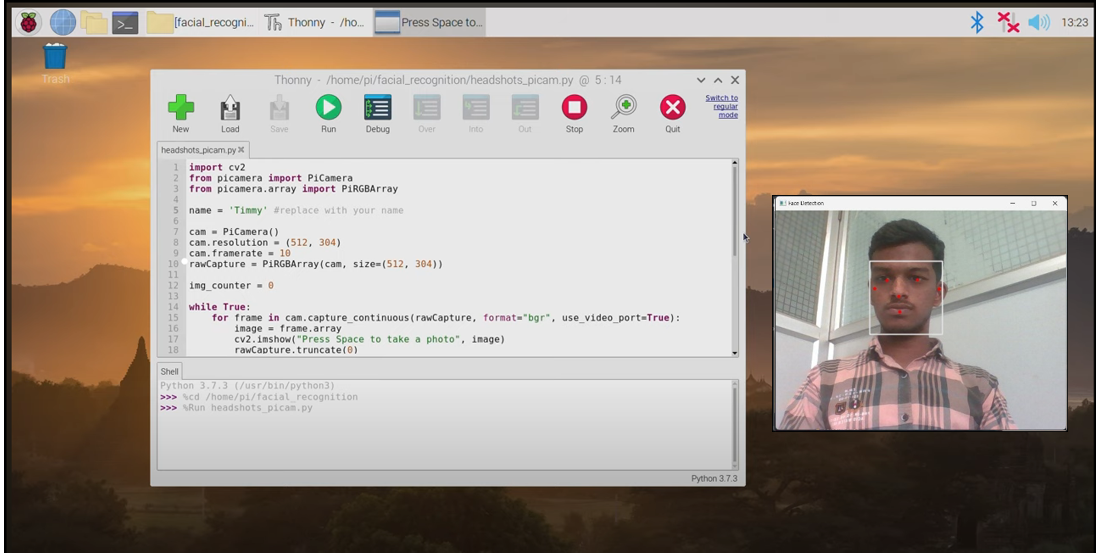 [facial_recogni...
Thonny - /ho...
Press Space to...
13:23
Trash
Thonny - /home/pi/facial_recognition/headshots_picam.py @ 5 : 14
New
Load
Save
Run
Debug
Over
Into
Out
Stop
Zoom
Quit
Switch to
regular
mode
headshots_picam.py
1 import cv2
2 from picamera import PiCamera
3 from picamera.array import PiRGBArray
4
5 name = 'Timmy' #replace with your name
6
7 cam = PiCamera()
8 cam.resolution = (512, 304)
9 cam.framerate = 10
10 rawCapture = PiRGBArray(cam, size=(512, 304))
11
12 img_counter = 0
13
14 while True:
15     for frame in cam.capture_continuous(rawCapture, format="bgr", use_video_port=True):
16         image = frame.array
17         cv2.imshow("Press Space to take a photo", image)
18         rawCapture.truncate(0)
Shell
Python 3.7.3 (/usr/bin/python3)
>>> %cd /home/pi/facial_recognition
>>> %Run headshots_picam.py
Python 3.7.3
Face Detection